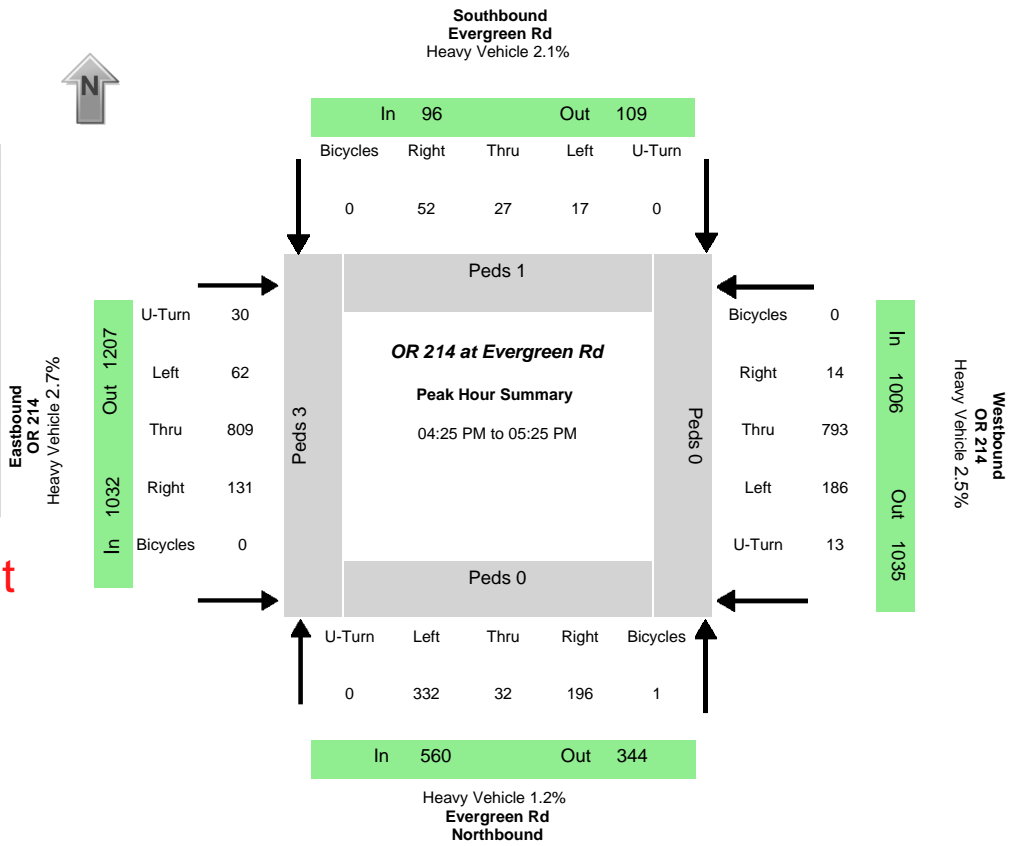 Southbound
Evergreen Rd
Heavy Vehicle 2.1%
N
In 96 Out 109
Bicycles Right Thru Left U-Turn
0 52 27 17 0
Peds 1
Eastbound
OR 214
Heavy Vehicle 2.7%
In 1032 Out 1207
U-Turn 30
Left 62
Thru 809
Right 131
Bicycles 0
t
Peds 3
OR 214 at Evergreen Rd
Peak Hour Summary
04:25 PM to 05:25 PM
Peds 0
Bicycles 0
Right 14
Thru 793
Left 186
U-Turn 13
In 1006 Out 1035
Westbound
OR 214
Heavy Vehicle 2.5%
Peds 0
U-Turn Left Thru Right Bicycles
0 332 32 196 1
In 560 Out 344
Heavy Vehicle 1.2%
Evergreen Rd
Northbound